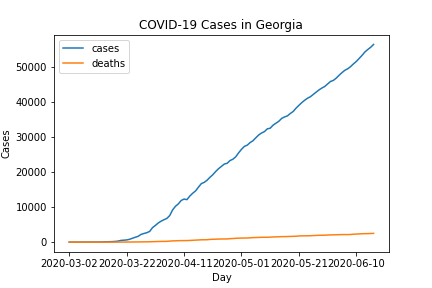 COVID-19 Cases in Georgia
cases
deaths
50000
40000
30000
20000
10000
0
Cases
2020-03-02 2020-03-22 2020-04-11 2020-05-01 2020-05-21 2020-06-10
Day